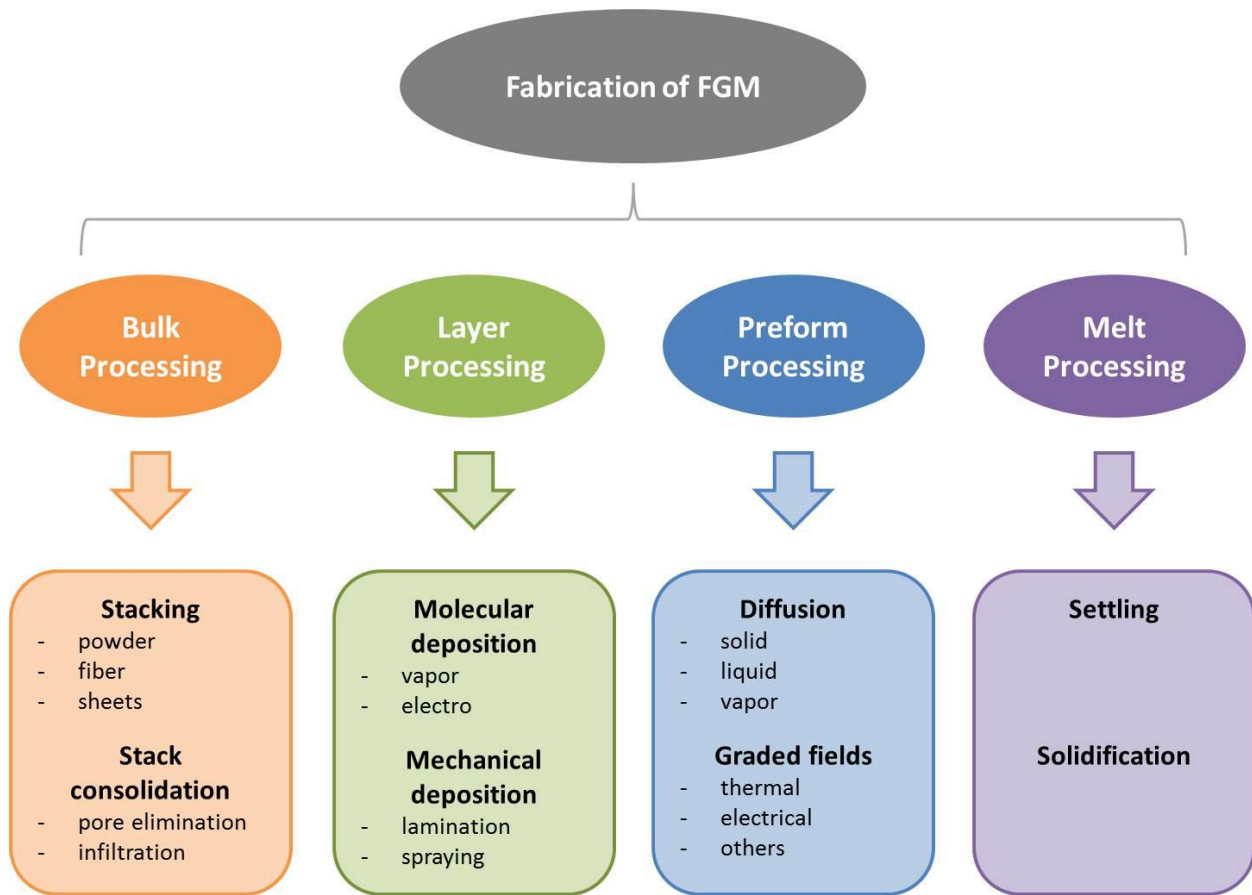 Fabrication of FGM
Bulk
Processing
Layer
Processing
Preform
Processing
Melt
Processing
Stacking
- powder
- fiber
- sheets
Stack
consolidation
- pore elimination
- infiltration
Molecular
deposition
- vapor
- electro
Mechanical
deposition
- lamination
- spraying
Diffusion
- solid
- liquid
- vapor
Graded fields
- thermal
- electrical
- others
Settling
Solidification